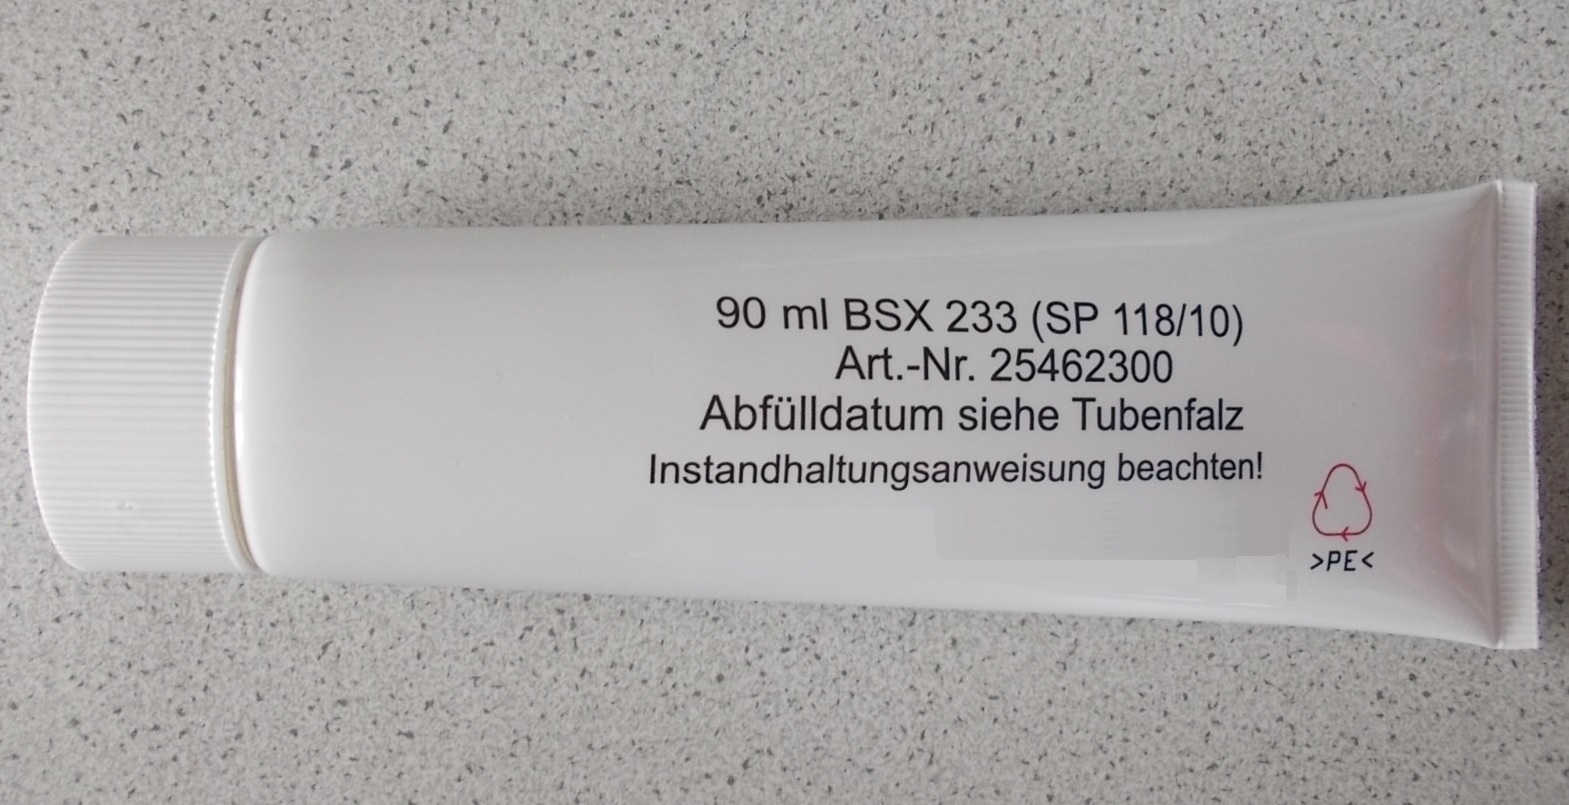 90 ml BSX 233 (SP 118/10)
Art.-Nr. 25462300
Abfülldatum siehe Tubenfalz
Instandhaltungsanweisung beachten!
>PE<